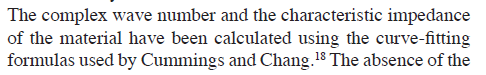 The complex wave number and the characteristic impedance
of the material have been calculated using the curve-fitting
formulas used by Cummings and Chang.¹⁸ The absence of the